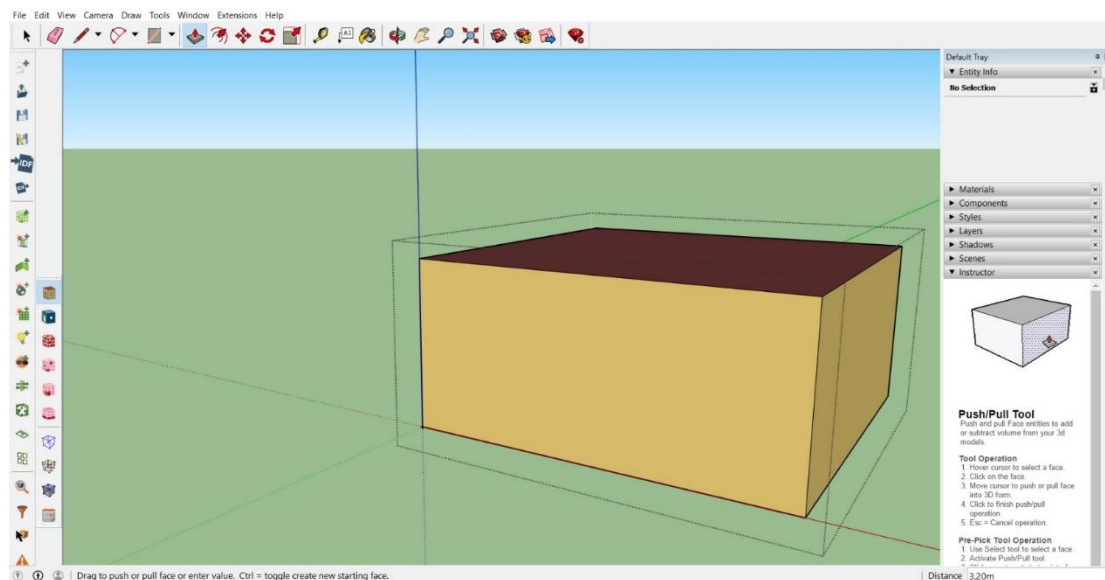 File Edit View Camera Draw Tools Window Extensions Help
A1
Default Tray
Entity Info
No Selection
IDF
Materials
Components
Styles
Layers
Shadows
Scenes
Instructor
Push/Pull Tool
Push and pull Face entities to add
or subtract volume from your 3d
models.
Tool Operation
1. Hover cursor to select a face.
2. Click on the face.
3. Move cursor to push or pull face
into 3D form.
4. Click to finish push/pull
operation.
5. Esc = Cancel operation.
Pre-Pick Tool Operation
1. Use Select tool to select a face.
2. Activate Push/Pull tool.
Drag to push or pull face or enter value. Ctrl = toggle create new starting face.
Distance 3,20m